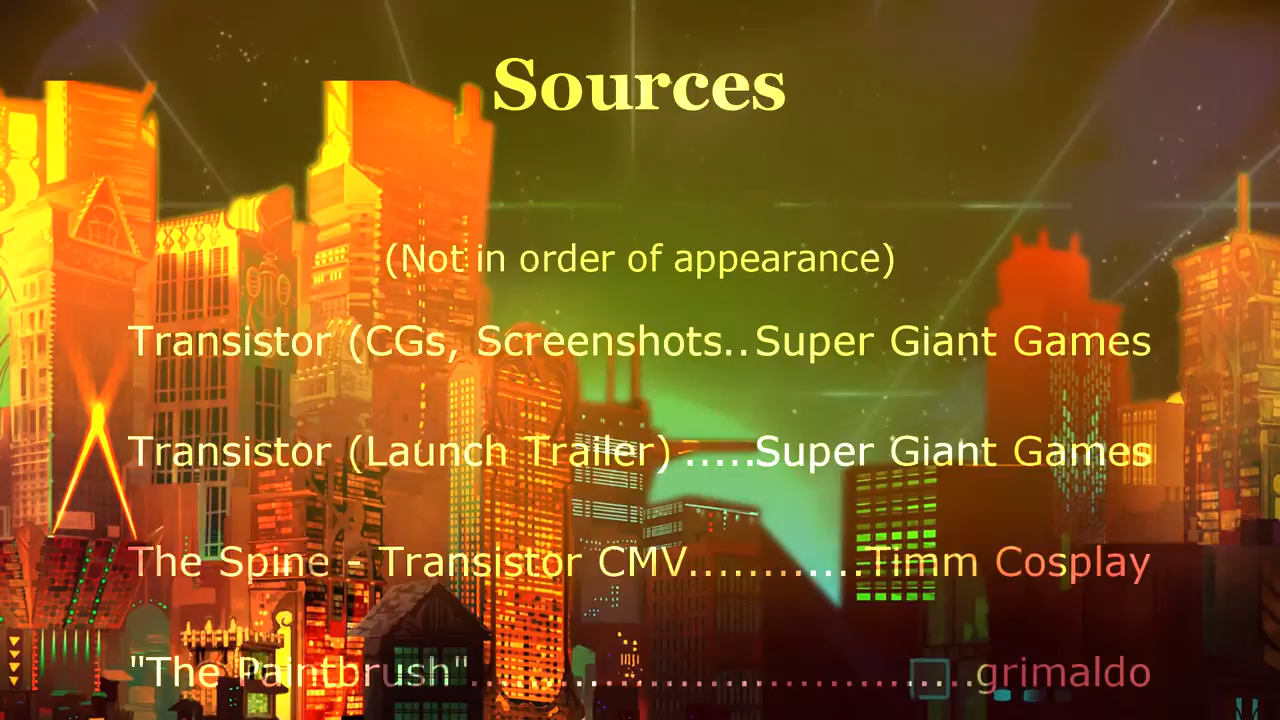 Sources
(Not in order of appearance)
Transistor (CGs, Screenshots..Super Giant Games
Transistor (Launch Trailer) .....Super Giant Games
The Spine - Transistor CMV............Timm Cosplay
"The Paintbrush" ..................................grimaldo